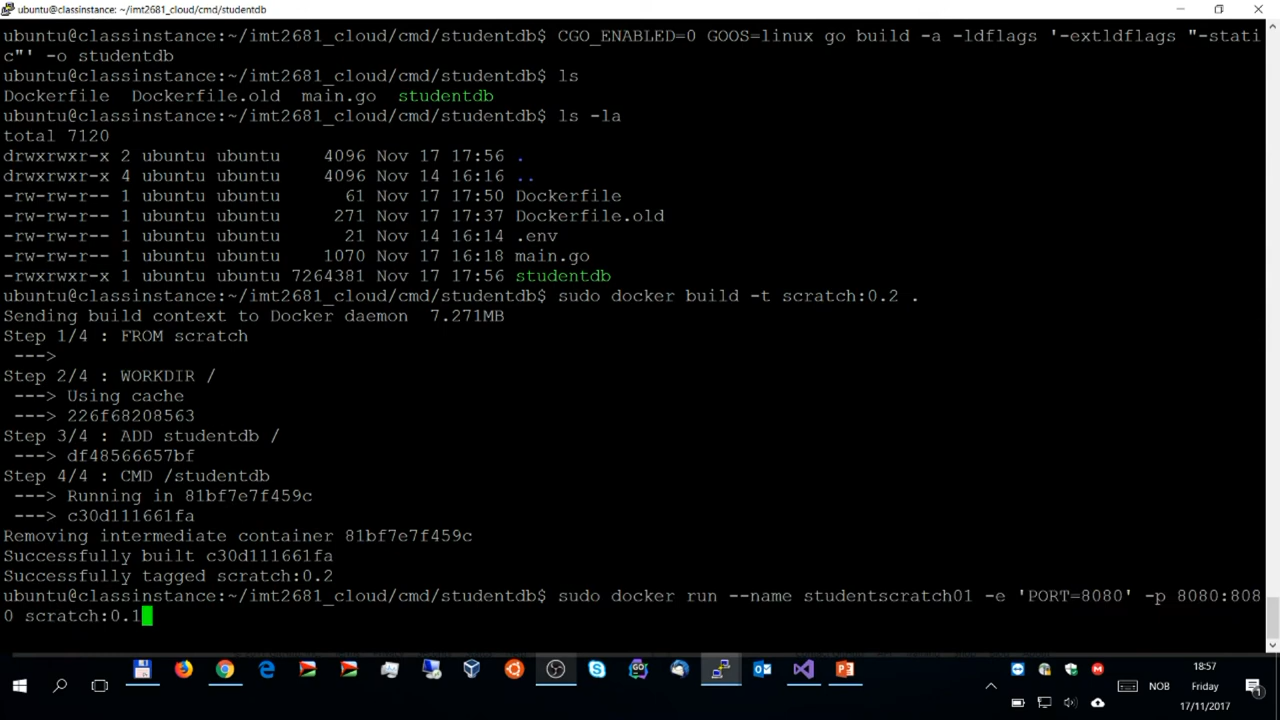 ubuntu@classinstance: ~/imt2681_cloud/cmd/studentdb
ubuntu@classinstance:~/imt2681_cloud/cmd/studentdb$ CGO_ENABLED=0 GOOS=linux go build -a -ldflags '-extldflags "-stati
c"' -o studentdb
ubuntu@classinstance:~/imt2681_cloud/cmd/studentdb$ ls
Dockerfile  Dockerfile.old  main.go  studentdb
ubuntu@classinstance:~/imt2681_cloud/cmd/studentdb$ ls -la
total 7120
drwxrwxr-x 2 ubuntu ubuntu    4096 Nov 17 17:56 .
drwxrwxr-x 4 ubuntu ubuntu    4096 Nov 14 16:16 ..
-rw-rw-r-- 1 ubuntu ubuntu      61 Nov 17 17:50 Dockerfile
-rw-rw-r-- 1 ubuntu ubuntu     271 Nov 17 17:37 Dockerfile.old
-rw-rw-r-- 1 ubuntu ubuntu      21 Nov 14 16:14 .env
-rw-rw-r-- 1 ubuntu ubuntu    1070 Nov 17 16:18 main.go
-rwxrwxr-x 1 ubuntu ubuntu 7264381 Nov 17 17:56 studentdb
ubuntu@classinstance:~/imt2681_cloud/cmd/studentdb$ sudo docker build -t scratch:0.2 .
Sending build context to Docker daemon  7.271MB
Step 1/4 : FROM scratch
 --->
Step 2/4 : WORKDIR /
 ---> Using cache
 ---> 226f68208563
Step 3/4 : ADD studentdb /
 ---> df48566657bf
Step 4/4 : CMD /studentdb
 ---> Running in 81bf7e7f459c
 ---> c30d111661fa
Removing intermediate container 81bf7e7f459c
Successfully built c30d111661fa
Successfully tagged scratch:0.2
ubuntu@classinstance:~/imt2681_cloud/cmd/studentdb$ sudo docker run --name studentscratch01 -e 'PORT=8080' -p 8080:808
0 scratch:0.1
18:57
NOB Friday
17/11/2017